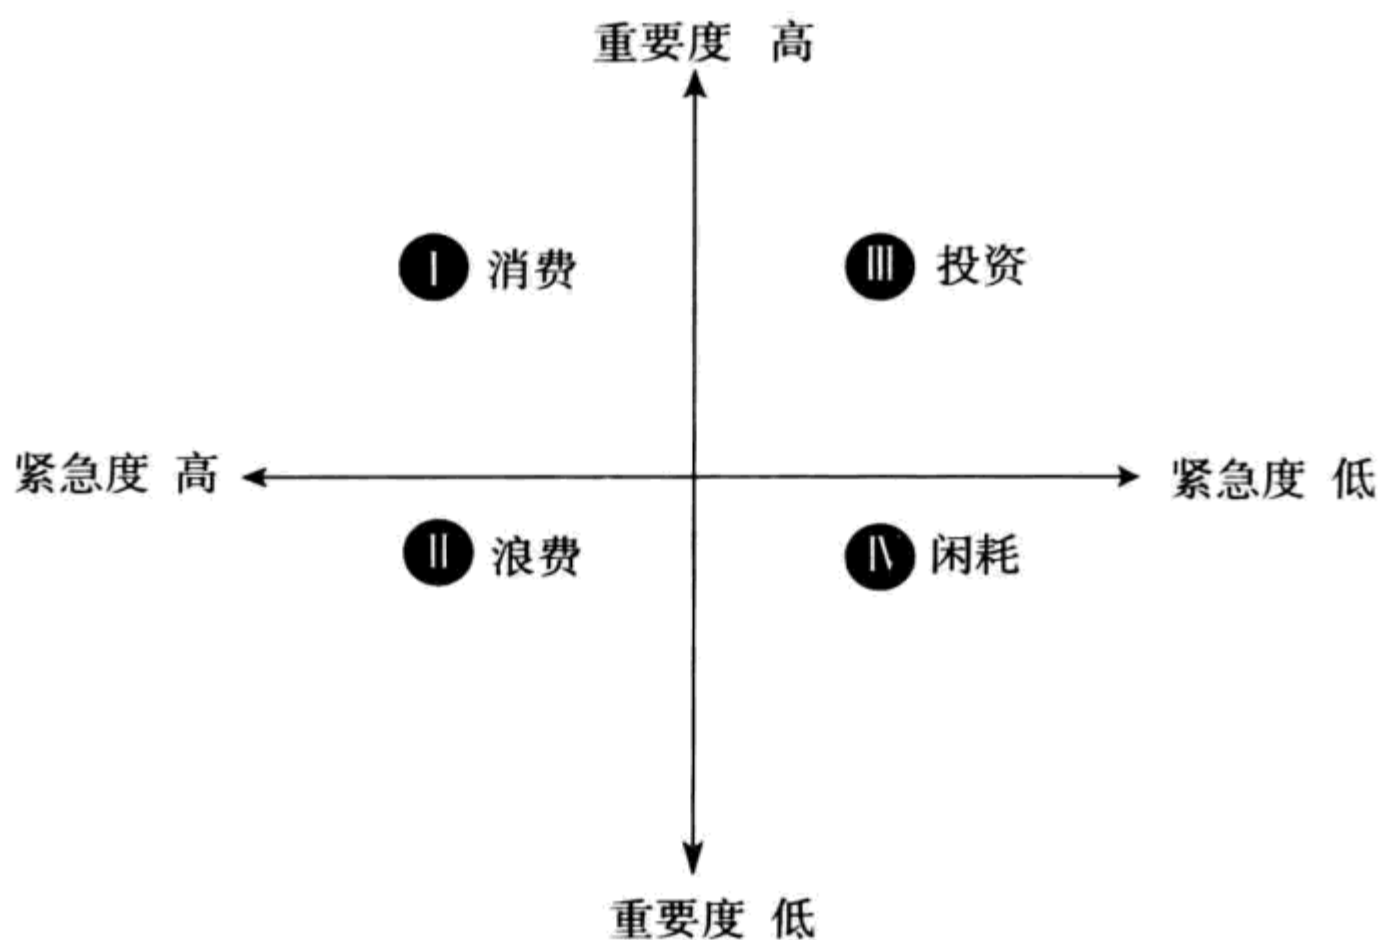 重要度 高
Ⅰ 消费
Ⅲ 投资
紧急度 高
紧急度 低
Ⅱ 浪费
Ⅳ 闲耗
重要度 低